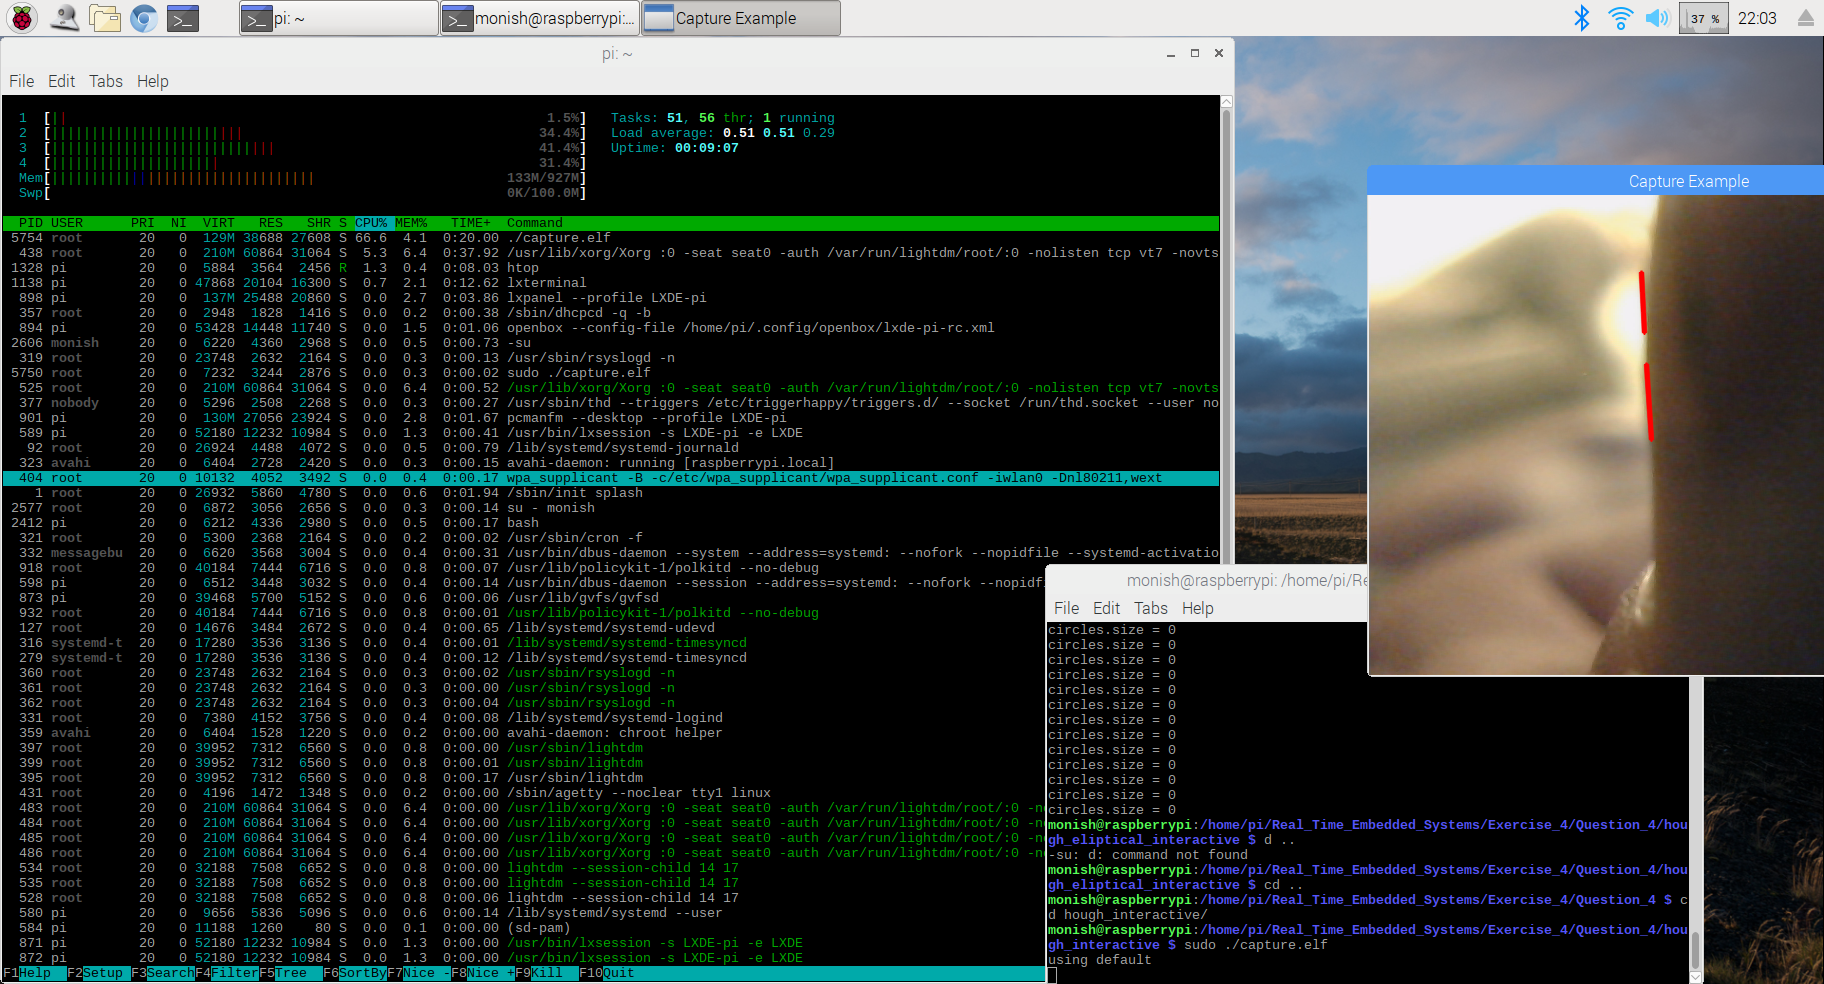 pi: ~
monish@raspberrypi:...
Capture Example
37 %
22:03
pi: ~
File Edit Tabs Help
1 [|| 1.5%] Tasks: 51, 56 thr; 1 running
2 [|||||||||||||||||||||||| 34.4%] Load average: 0.51 0.51 0.29
3 [|||||||||||||||||||||||||||| 41.4%] Uptime: 00:09:07
4 [||||||||||||||||||||| 31.4%]
Mem[||||||||||||||||||||||||||||||||| 133M/927M]
Swp[ 0K/100.0M]
PID USER PRI NI VIRT RES SHR S CPU% MEM% TIME+ Command
5754 root 20 0 129M 38688 27608 S 66.6 4.1 0:20.00 ./capture.elf
438 root 20 0 210M 60864 31064 S 5.3 6.4 0:37.92 /usr/lib/xorg/Xorg :0 -seat seat0 -auth /var/run/lightdm/root/:0 -nolisten tcp vt7 -novts
1328 pi 20 0 5884 3564 2456 R 1.3 0.4 0:08.03 htop
1138 pi 20 0 47868 20104 16300 S 0.7 2.1 0:12.62 lxterminal
898 pi 20 0 137M 25488 20860 S 0.0 2.7 0:03.86 lxpanel --profile LXDE-pi
357 root 20 0 2948 1828 1416 S 0.0 0.2 0:00.38 /sbin/dhcpcd -q -b
894 pi 20 0 53428 14448 11740 S 0.0 1.5 0:01.06 openbox --config-file /home/pi/.config/openbox/lxde-pi-rc.xml
2606 monish 20 0 6220 4360 2968 S 0.0 0.5 0:00.73 -su
319 root 20 0 23748 2632 2164 S 0.0 0.3 0:00.13 /usr/sbin/rsyslogd -n
5750 root 20 0 7232 3244 2876 S 0.0 0.3 0:00.02 sudo ./capture.elf
525 root 20 0 210M 60864 31064 S 0.0 6.4 0:00.52 /usr/lib/xorg/Xorg :0 -seat seat0 -auth /var/run/lightdm/root/:0 -nolisten tcp vt7 -novts
377 nobody 20 0 5296 2508 2268 S 0.0 0.3 0:00.27 /usr/sbin/thd --triggers /etc/triggerhappy/triggers.d/ --socket /run/thd.socket --user no
901 pi 20 0 130M 27056 23924 S 0.0 2.8 0:01.67 pcmanfm --desktop --profile LXDE-pi
589 pi 20 0 52180 12232 10984 S 0.0 1.3 0:00.41 /usr/bin/lxsession -s LXDE-pi -e LXDE
92 root 20 0 26924 4488 4072 S 0.0 0.5 0:00.79 /lib/systemd/systemd-journald
323 avahi 20 0 6404 2728 2420 S 0.0 0.3 0:00.15 avahi-daemon: running [raspberrypi.local]
404 root 20 0 10132 4052 3492 S 0.0 0.4 0:00.17 wpa_supplicant -B -c/etc/wpa_supplicant/wpa_supplicant.conf -iwlan0 -Dnl80211,wext
1 root 20 0 26932 5860 4780 S 0.0 0.6 0:01.94 /sbin/init splash
2577 root 20 0 6872 3056 2656 S 0.0 0.3 0:00.14 su - monish
2412 pi 20 0 6212 4336 2980 S 0.0 0.5 0:00.17 bash
321 root 20 0 5300 2368 2164 S 0.0 0.2 0:00.02 /usr/sbin/cron -f
332 messagebu 20 0 6620 3568 3004 S 0.0 0.4 0:00.31 /usr/bin/dbus-daemon --system --address=systemd: --nofork --nopidfile --systemd-activatio
918 root 20 0 40184 7444 6716 S 0.0 0.8 0:00.07 /usr/lib/policykit-1/polkitd --no-debug
598 pi 20 0 6512 3448 3032 S 0.0 0.4 0:00.14 /usr/bin/dbus-daemon --session --address=systemd: --nofork --nopidf
873 pi 20 0 39468 5700 5152 S 0.0 0.6 0:00.06 /usr/lib/gvfs/gvfsd
932 root 20 0 40184 7444 6716 S 0.0 0.8 0:00.01 /usr/lib/policykit-1/polkitd --no-debug
127 root 20 0 14676 3484 2672 S 0.0 0.4 0:00.65 /lib/systemd/systemd-udevd
316 systemd-t 20 0 17280 3536 3136 S 0.0 0.4 0:00.01 /lib/systemd/systemd-timesyncd
279 systemd-t 20 0 17280 3536 3136 S 0.0 0.4 0:00.12 /lib/systemd/systemd-timesyncd
360 root 20 0 23748 2632 2164 S 0.0 0.3 0:00.02 /usr/sbin/rsyslogd -n
361 root 20 0 23748 2632 2164 S 0.0 0.3 0:00.00 /usr/sbin/rsyslogd -n
362 root 20 0 23748 2632 2164 S 0.0 0.3 0:00.04 /usr/sbin/rsyslogd -n
331 root 20 0 7380 4152 3756 S 0.0 0.4 0:00.08 /lib/systemd/systemd-logind
359 avahi 20 0 6404 1528 1220 S 0.0 0.2 0:00.00 avahi-daemon: chroot helper
397 root 20 0 39952 7312 6560 S 0.0 0.8 0:00.00 /usr/sbin/lightdm
399 root 20 0 39952 7312 6560 S 0.0 0.8 0:00.01 /usr/sbin/lightdm
395 root 20 0 39952 7312 6560 S 0.0 0.8 0:00.17 /usr/sbin/lightdm
431 root 20 0 4196 1472 1348 S 0.0 0.2 0:00.00 /sbin/agetty --noclear tty1 linux
483 root 20 0 210M 60864 31064 S 0.0 6.4 0:00.00 /usr/lib/xorg/Xorg :0 -seat seat0 -auth /var/run/lightdm/root/:0 -no
484 root 20 0 210M 60864 31064 S 0.0 6.4 0:00.00 /usr/lib/xorg/Xorg :0 -seat seat0 -auth /var/run/lightdm/root/:0 -no
485 root 20 0 210M 60864 31064 S 0.0 6.4 0:00.00 /usr/lib/xorg/Xorg :0 -seat seat0 -auth /var/run/lightdm/root/:0 -no
486 root 20 0 210M 60864 31064 S 0.0 6.4 0:00.00 /usr/lib/xorg/Xorg :0 -seat seat0 -auth /var/run/lightdm/root/:0 -no
534 root 20 0 32188 7508 6652 S 0.0 0.8 0:00.00 lightdm --session-child 14 17
535 root 20 0 32188 7508 6652 S 0.0 0.8 0:00.00 lightdm --session-child 14 17
528 root 20 0 32188 7508 6652 S 0.0 0.8 0:00.06 lightdm --session-child 14 17
580 pi 20 0 9656 5836 5096 S 0.0 0.6 0:00.14 /lib/systemd/systemd --user
584 pi 20 0 11188 1260 80 S 0.0 0.1 0:00.00 (sd-pam)
871 pi 20 0 52180 12232 10984 S 0.0 1.3 0:00.00 /usr/bin/lxsession -s LXDE-pi -e LXDE
872 pi 20 0 52180 12232 10984 S 0.0 1.3 0:00.00 /usr/bin/lxsession -s LXDE-pi -e LXDE
F1Help F2Setup F3SearchF4FilterF5Tree F6SortByF7Nice -F8Nice +F9Kill F10Quit
Capture Example
monish@raspberrypi: /home/pi/Re
File Edit Tabs Help
circles.size = 0
circles.size = 0
circles.size = 0
circles.size = 0
circles.size = 0
circles.size = 0
circles.size = 0
circles.size = 0
circles.size = 0
circles.size = 0
circles.size = 0
circles.size = 0
circles.size = 0
monish@raspberrypi:/home/pi/Real_Time_Embedded_Systems/Exercise_4/Question_4/hou
gh_eliptical_interactive $ d ..
-su: d: command not found
monish@raspberrypi:/home/pi/Real_Time_Embedded_Systems/Exercise_4/Question_4/hou
gh_eliptical_interactive $ cd ..
monish@raspberrypi:/home/pi/Real_Time_Embedded_Systems/Exercise_4/Question_4 $ c
d hough_interactive/
monish@raspberrypi:/home/pi/Real_Time_Embedded_Systems/Exercise_4/Question_4/hou
gh_interactive $ sudo ./capture.elf
using default